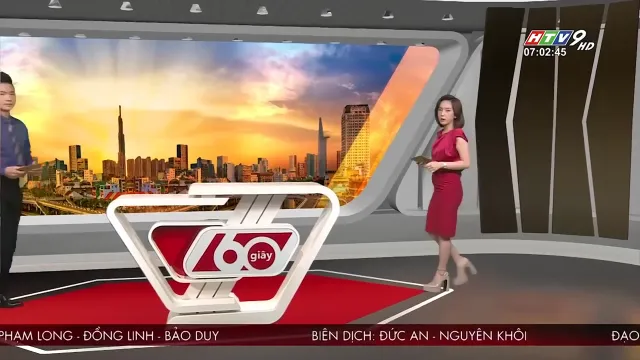 HTV9 HD
07:02:45
60 giây
PHẠM LONG - ĐỒNG LINH - BẢO DUY
BIÊN DỊCH: ĐỨC AN - NGUYÊN KHÔI
ĐẠO